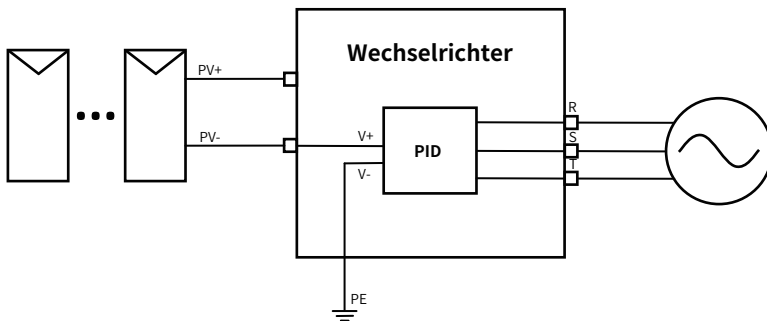 Wechselrichter
PV+
PV-
V+
V-
PID
R
S
T
PE